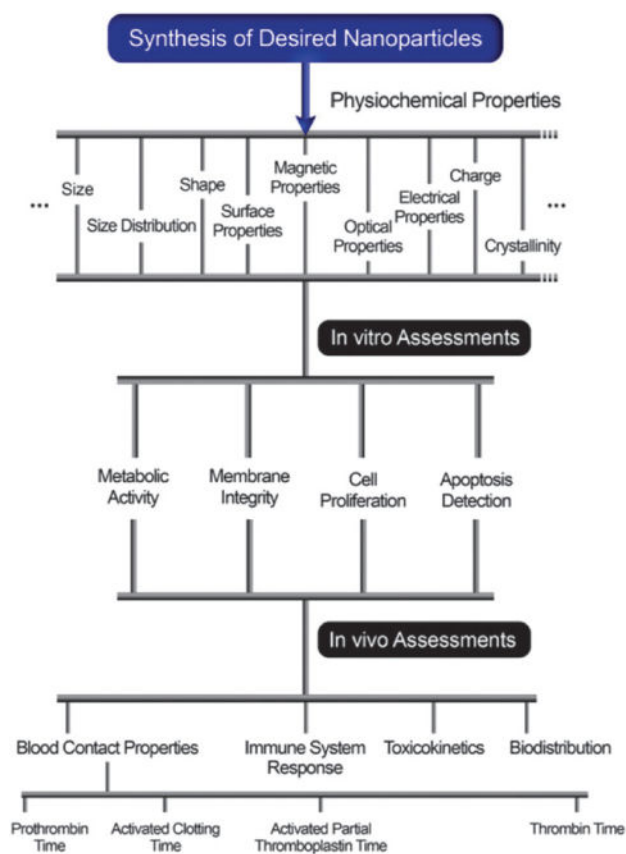 Synthesis of Desired Nanoparticles
Physiochemical Properties
Size
Size Distribution
Shape
Surface
Properties
Magnetic
Properties
Optical
Properties
Electrical
Properties
Charge
Crystallinity
...
...
In vitro Assessments
Metabolic
Activity
Membrane
Integrity
Cell
Proliferation
Apoptosis
Detection
In vivo Assessments
Blood Contact Properties
Immune System
Response
Toxicokinetics
Biodistribution
Prothrombin
Time
Activated Clotting
Time
Activated Partial
Thromboplastin Time
Thrombin Time